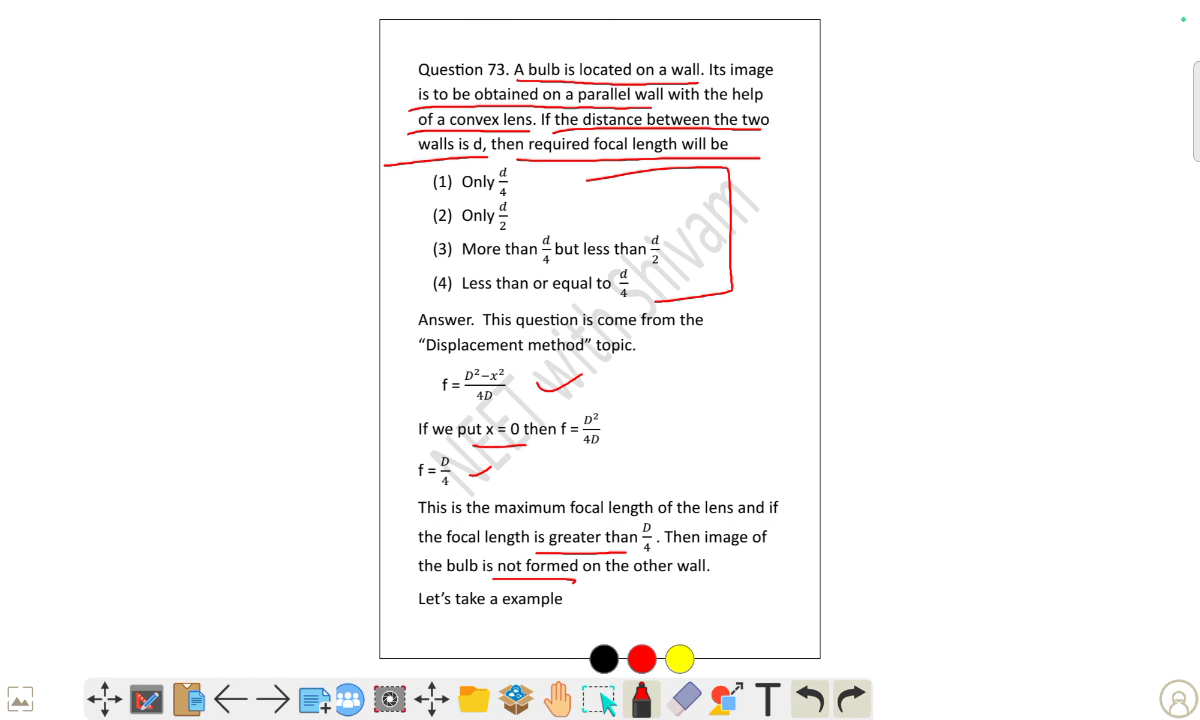 Question 73. A bulb is located on a wall. Its image
is to be obtained on a parallel wall with the help
of a convex lens. If the distance between the two
walls is d, then required focal length will be
(1) Only d/4
(2) Only d/2
(3) More than d/4 but less than d/2
(4) Less than or equal to d/4
Answer. This question is come from the
“Displacement method” topic.
f = D²−x²/4D
If we put x = 0 then f = D²/4D
f = D/4
This is the maximum focal length of the lens and if
the focal length is greater than D/4 . Then image of
the bulb is not formed on the other wall.
Let’s take a example
NEET with Shivam
T